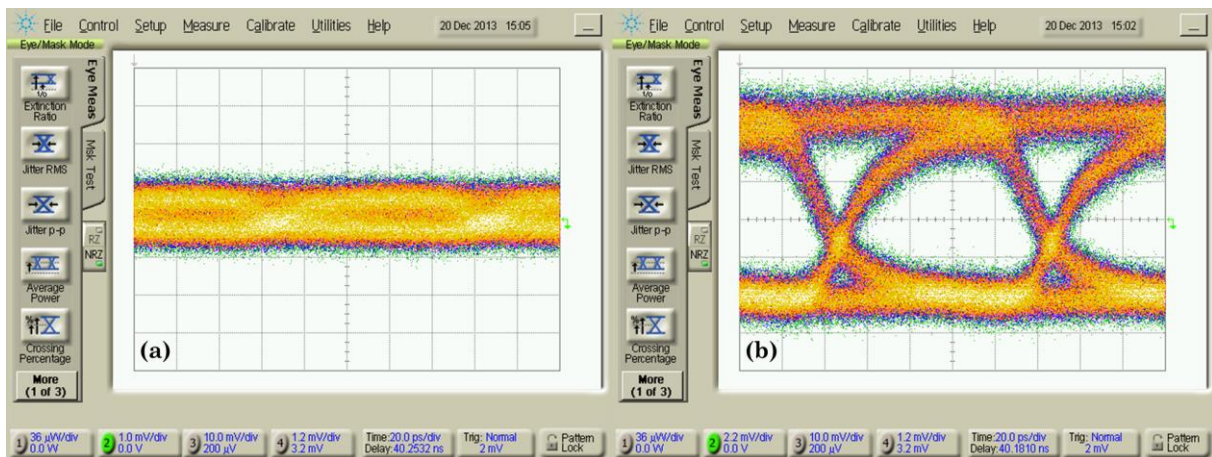 File Control Setup Measure Calibrate Utilities Help 20 Dec 2013 15:05
Eye/Mask Mode
Eye Meas
Msk Test
Extinction
Ratio
Jitter RMS
Jitter p-p
RZ
NRZ
Average
Power
Crossing
Percentage
More
(1 of 3)
(a)
1 36 µW/div
0.0 W
2 1.0 mV/div
0.0 V
3 10.0 mV/div
200 µV
4 1.2 mV/div
3.2 mV
Time:20.0 ps/div
Delay:40.2532 ns
Trig: Normal
2 mV
Pattern
Lock
File Control Setup Measure Calibrate Utilities Help 20 Dec 2013 15:02
Eye/Mask Mode
Eye Meas
Msk Test
Extinction
Ratio
Jitter RMS
Jitter p-p
RZ
NRZ
Average
Power
Crossing
Percentage
More
(1 of 3)
(b)
1 36 µW/div
0.0 W
2 2.2 mV/div
0.0 V
3 10.0 mV/div
200 µV
4 1.2 mV/div
3.2 mV
Time:20.0 ps/div
Delay:40.1810 ns
Trig: Normal
2 mV
Pattern
Lock